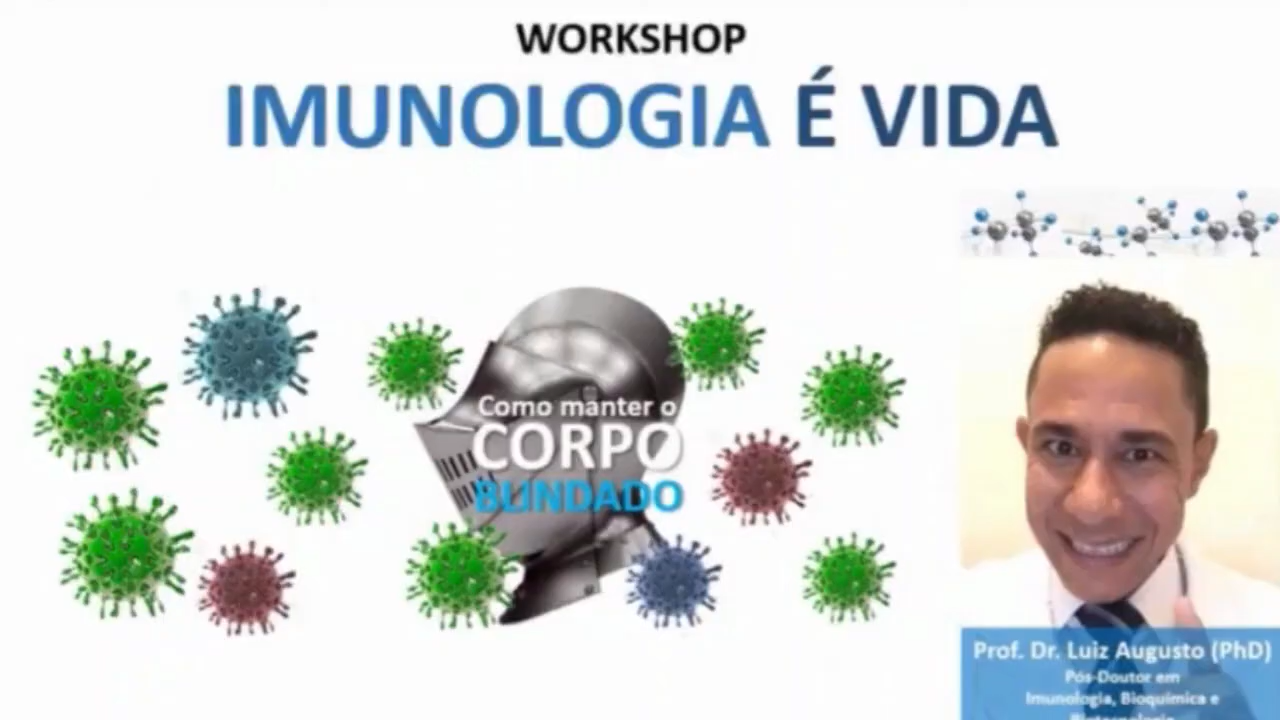 WORKSHOP
IMUNOLOGIA É VIDA
Como manter o
CORPO
BLINDADO
Prof. Dr. Luiz Augusto (PhD)
Pós-Doutor em
Imunologia, Bioquímica e